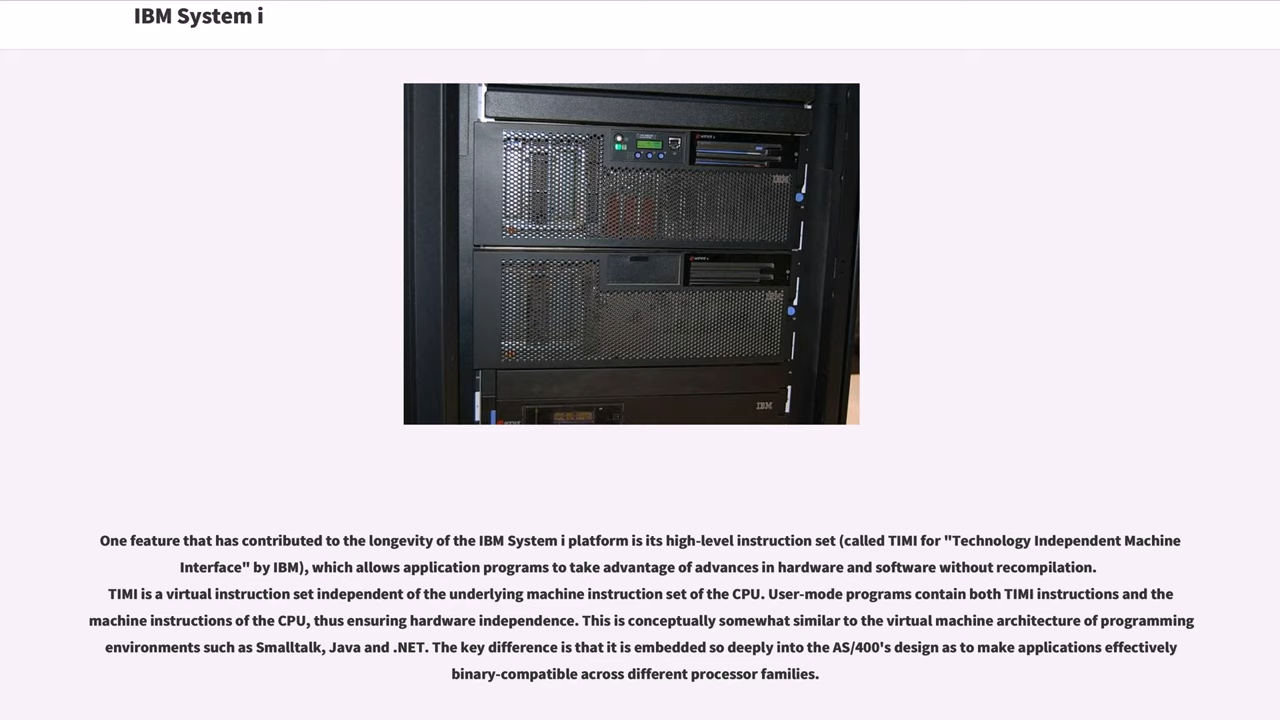 IBM System i
IBM
IBM
IBM
One feature that has contributed to the longevity of the IBM System i platform is its high-level instruction set (called TIMI for "Technology Independent Machine
Interface" by IBM), which allows application programs to take advantage of advances in hardware and software without recompilation.
TIMI is a virtual instruction set independent of the underlying machine instruction set of the CPU. User-mode programs contain both TIMI instructions and the
machine instructions of the CPU, thus ensuring hardware independence. This is conceptually somewhat similar to the virtual machine architecture of programming
environments such as Smalltalk, Java and .NET. The key difference is that it is embedded so deeply into the AS/400's design as to make applications effectively
binary-compatible across different processor families.